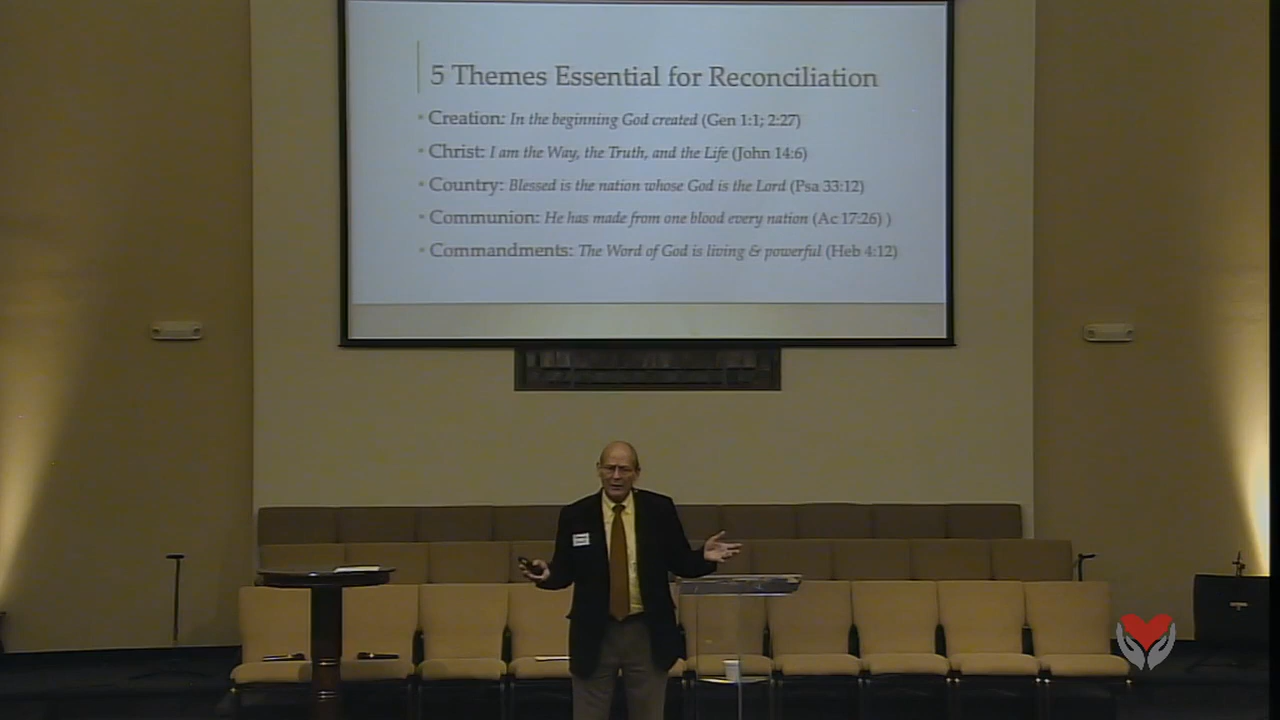 5 Themes Essential for Reconciliation
• Creation: In the beginning God created (Gen 1:1; 2:27)
• Christ: I am the Way, the Truth, and the Life (John 14:6)
• Country: Blessed is the nation whose God is the Lord (Psa 33:12)
• Communion: He has made from one blood every nation (Ac 17:26) )
• Commandments: The Word of God is living & powerful (Heb 4:12)